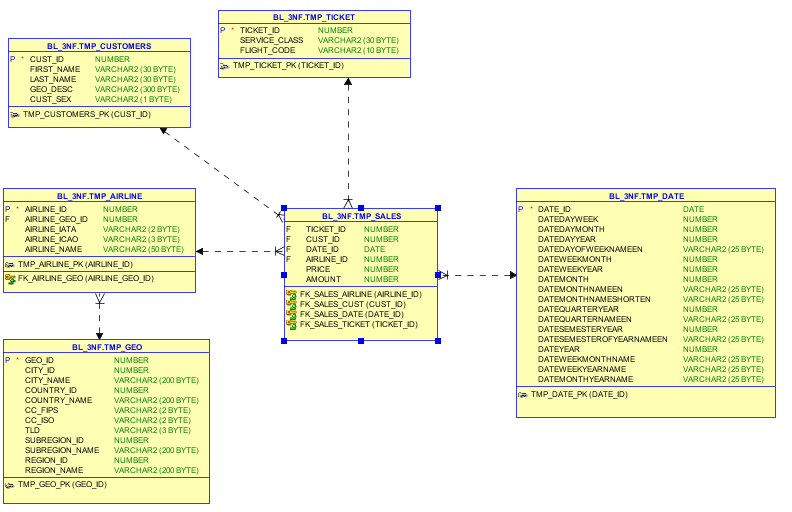 BL_3NF.TMP_TICKET
P * TICKET_ID NUMBER
SERVICE_CLASS VARCHAR2 (30 BYTE)
FLIGHT_CODE VARCHAR2 (10 BYTE)
TMP_TICKET_PK (TICKET_ID)
BL_3NF.TMP_CUSTOMERS
P * CUST_ID NUMBER
FIRST_NAME VARCHAR2 (30 BYTE)
LAST_NAME VARCHAR2 (30 BYTE)
GEO_DESC VARCHAR2 (300 BYTE)
CUST_SEX VARCHAR2 (1 BYTE)
TMP_CUSTOMERS_PK (CUST_ID)
BL_3NF.TMP_AIRLINE
P * AIRLINE_ID NUMBER
F AIRLINE_GEO_ID NUMBER
AIRLINE_IATA VARCHAR2 (2 BYTE)
AIRLINE_ICAO VARCHAR2 (3 BYTE)
AIRLINE_NAME VARCHAR2 (50 BYTE)
TMP_AIRLINE_PK (AIRLINE_ID)
FK_AIRLINE_GEO (AIRLINE_GEO_ID)
BL_3NF.TMP_SALES
F TICKET_ID NUMBER
F CUST_ID NUMBER
F DATE_ID DATE
F AIRLINE_ID NUMBER
PRICE NUMBER
AMOUNT NUMBER
FK_SALES_AIRLINE (AIRLINE_ID)
FK_SALES_CUST (CUST_ID)
FK_SALES_DATE (DATE_ID)
FK_SALES_TICKET (TICKET_ID)
BL_3NF.TMP_DATE
P * DATE_ID DATE
DATEDAYWEEK NUMBER
DATEDAYMONTH NUMBER
DATEDAYYEAR NUMBER
DATEDAYOFWEEKNAMEEN VARCHAR2 (25 BYTE)
DATEWEEKMONTH NUMBER
DATEWEEKYEAR NUMBER
DATEMONTH NUMBER
DATEMONTHNAMEEN VARCHAR2 (25 BYTE)
DATEMONTHNAMESHORTEN VARCHAR2 (25 BYTE)
DATEQUARTERYEAR NUMBER
DATEQUARTERNAMEEN VARCHAR2 (25 BYTE)
DATESEMESTERYEAR NUMBER
DATESEMESTEROFYEARNAMEEN VARCHAR2 (25 BYTE)
DATEYEAR NUMBER
DATEWEEKMONTHNAME VARCHAR2 (25 BYTE)
DATEWEEKYEARNAME VARCHAR2 (25 BYTE)
DATEMONTHYEARNAME VARCHAR2 (25 BYTE)
TMP_DATE_PK (DATE_ID)
BL_3NF.TMP_GEO
P * GEO_ID NUMBER
CITY_ID NUMBER
CITY_NAME VARCHAR2 (200 BYTE)
COUNTRY_ID NUMBER
COUNTRY_NAME VARCHAR2 (200 BYTE)
CC_FIPS VARCHAR2 (2 BYTE)
CC_ISO VARCHAR2 (2 BYTE)
TLD VARCHAR2 (3 BYTE)
SUBREGION_ID NUMBER
SUBREGION_NAME VARCHAR2 (200 BYTE)
REGION_ID NUMBER
REGION_NAME VARCHAR2 (200 BYTE)
TMP_GEO_PK (GEO_ID)